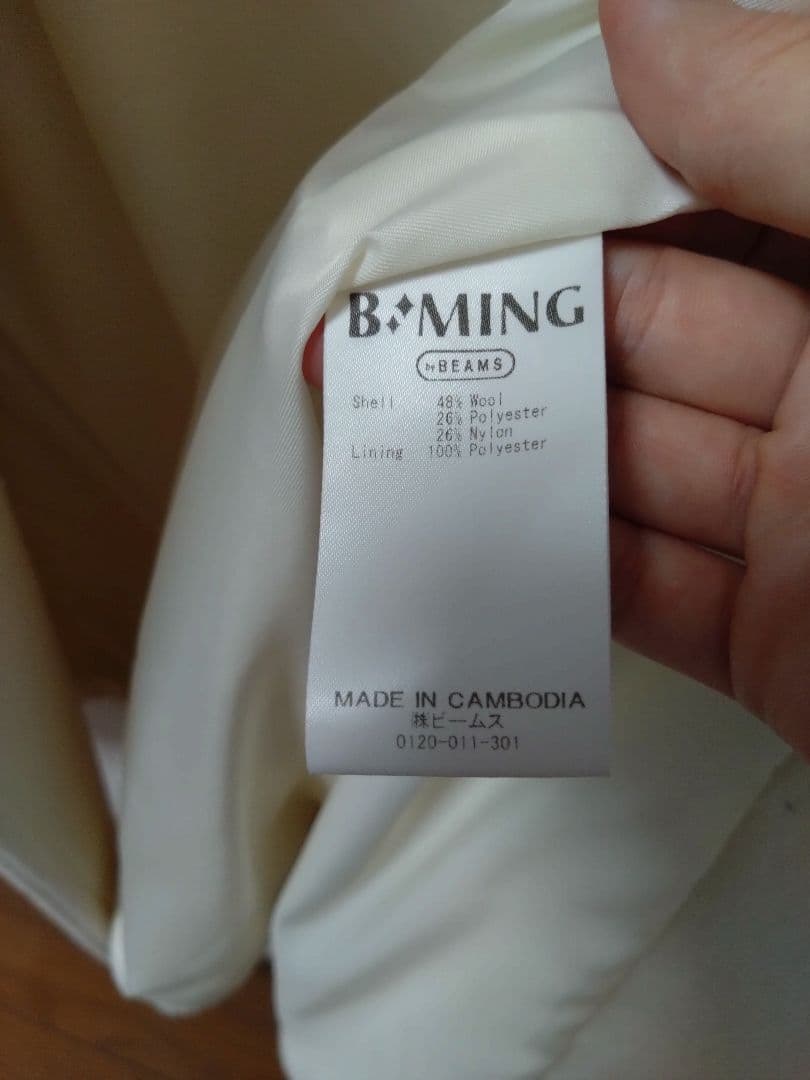 B MING
by BEAMS
Shell 48% Wool
26% Polyester
26% Nylon
Lining 100% Polyester
MADE IN CAMBODIA
㈱ビームス
0120-011-301